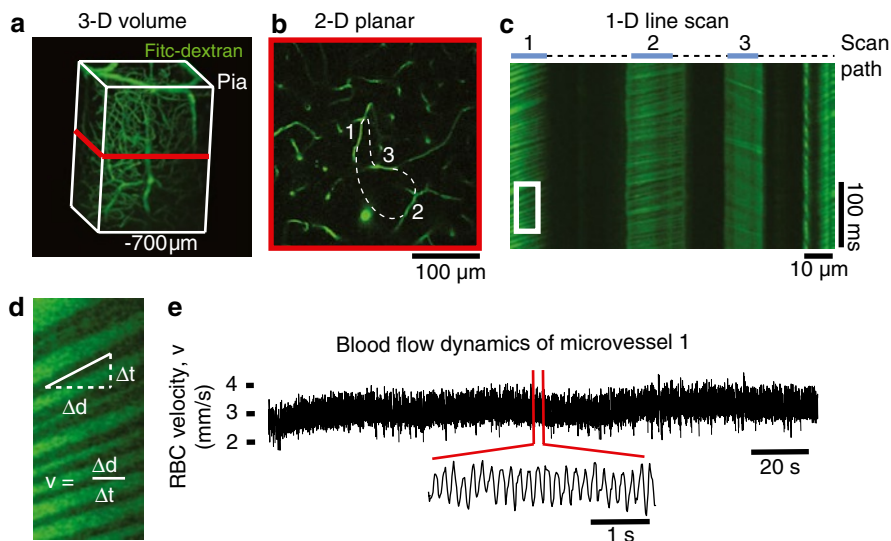 a
3-D volume
Fitc-dextran
Pia
-700µm
b
2-D planar
1
3
2
100 µm
c
1-D line scan
1 2 3
Scan
path
100 ms
10 µm
d
Δt
Δd
v = Δd
Δt
e
Blood flow dynamics of microvessel 1
RBC velocity, v
(mm/s)
4
3
2
20 s
1 s